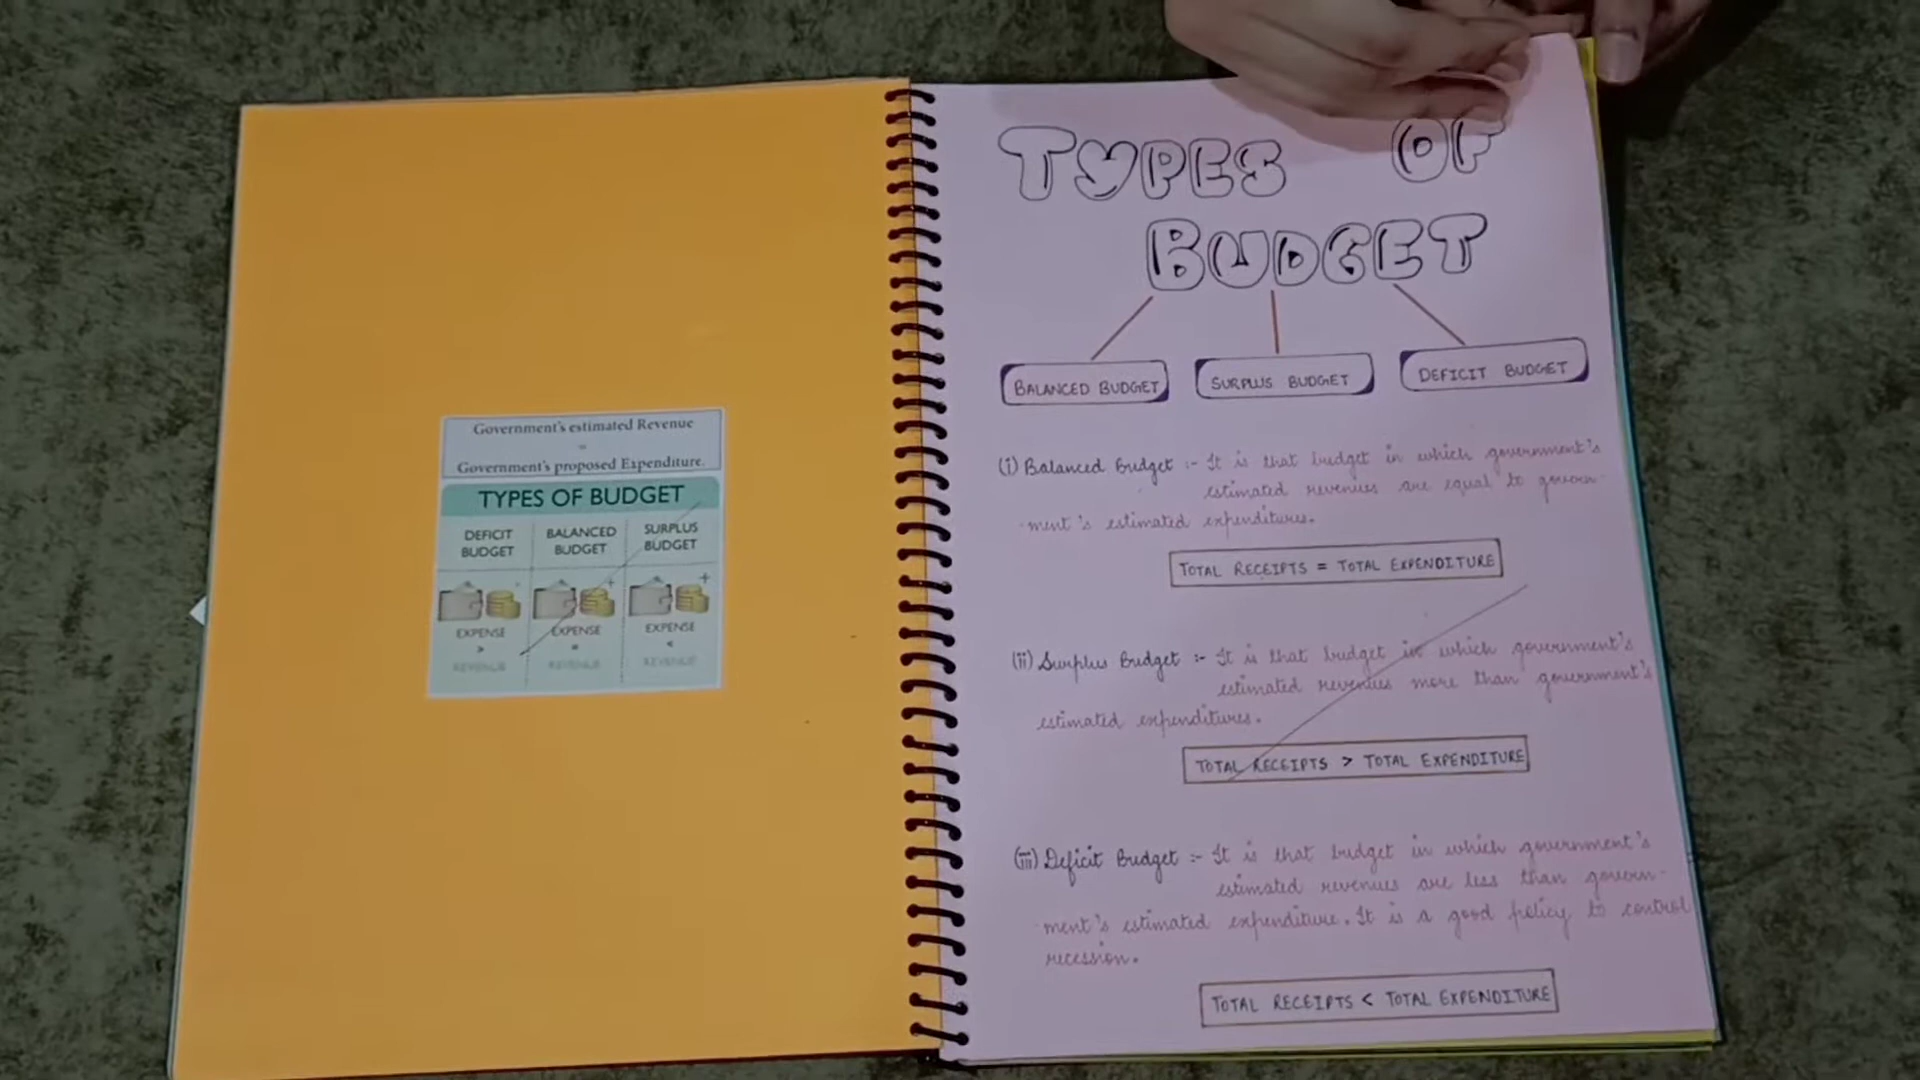 Government's estimated Revenue
=
Government's proposed Expenditure.
TYPES OF BUDGET
DEFICIT BUDGET
BALANCED BUDGET
SURPLUS BUDGET
- + +
EXPENSE EXPENSE EXPENSE
> = <
REVENUE REVENUE REVENUE
TYPES OF
BUDGET
BALANCED BUDGET
SURPLUS BUDGET
DEFICIT BUDGET
(i) Balanced Budget :- It is that budget in which government's
estimated revenues are equal to govern-
-ment's estimated expenditures.
TOTAL RECEIPTS = TOTAL EXPENDITURE
(ii) Surplus Budget :- It is that budget in which government's
estimated revenues more than government's
estimated expenditures.
TOTAL RECEIPTS > TOTAL EXPENDITURE
(iii) Deficit Budget :- It is that budget in which government's
estimated revenues are less than govern-
-ment's estimated expenditure. It is a good policy to control
recession.
TOTAL RECEIPTS < TOTAL EXPENDITURE